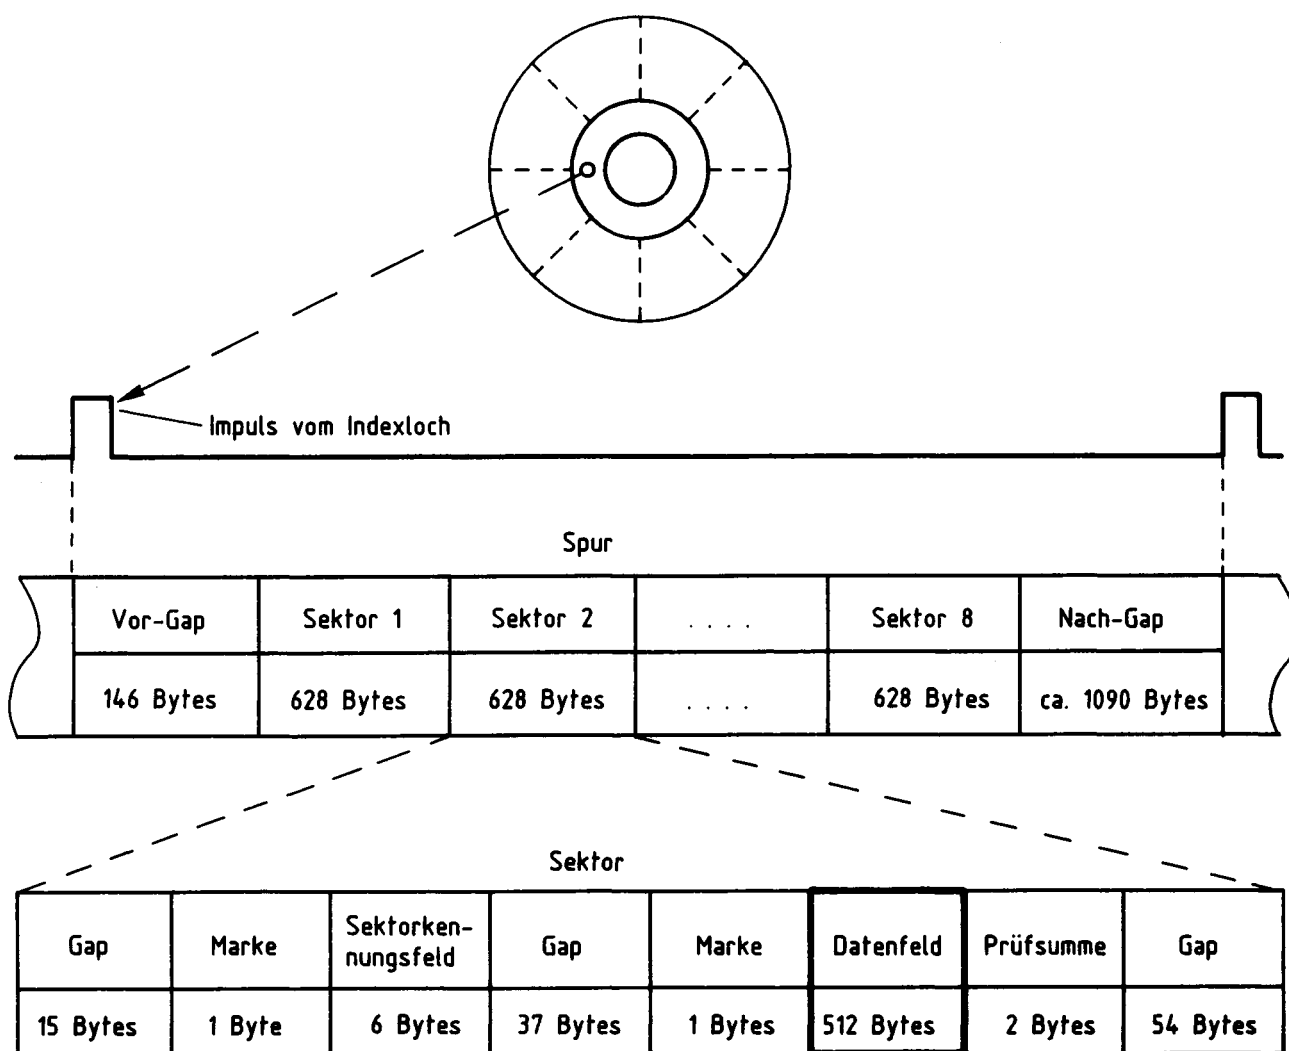 Impuls vom Indexloch
Spur
Vor-Gap Sektor 1 Sektor 2 .... Sektor 8 Nach-Gap
146 Bytes 628 Bytes 628 Bytes .... 628 Bytes ca. 1090 Bytes
Sektor
Gap Marke Sektorken-
nungsfeld Gap Marke Datenfeld Prüfsumme Gap
15 Bytes 1 Byte 6 Bytes 37 Bytes 1 Bytes 512 Bytes 2 Bytes 54 Bytes